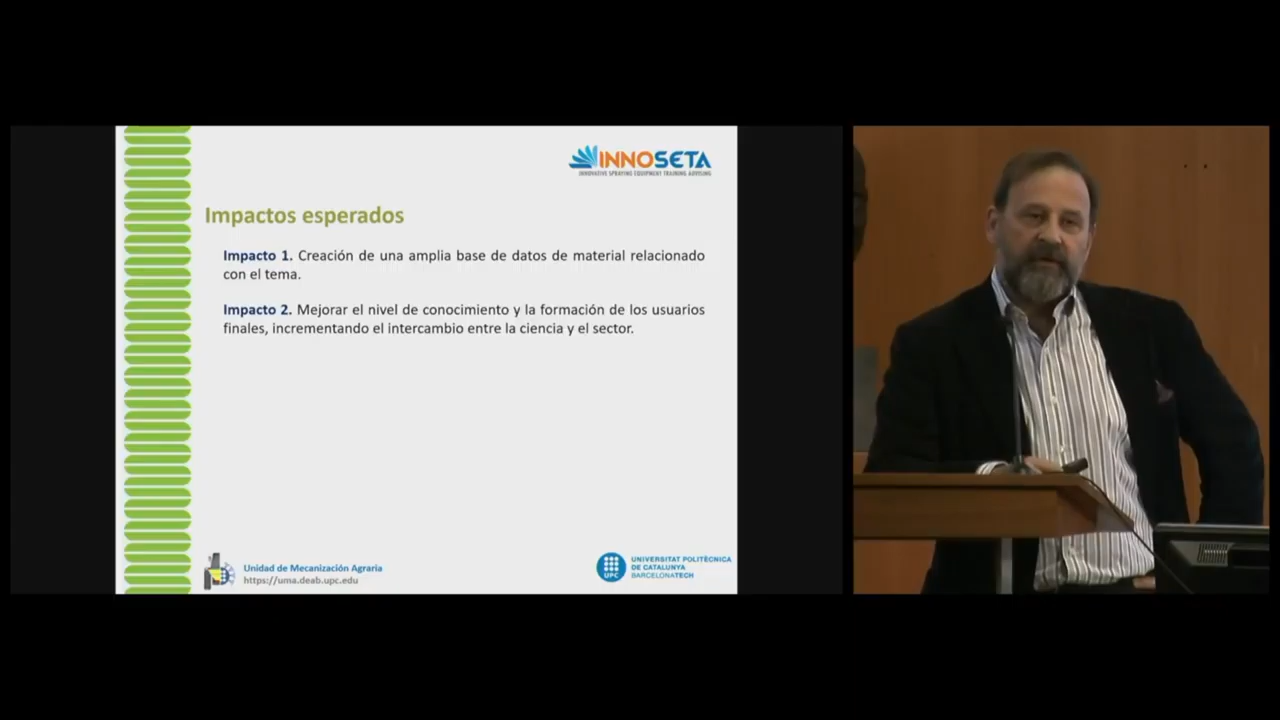 INNOSETA
INNOVATIVE SPRAYING EQUIPMENT TRAINING ADVISING
Impactos esperados
Impacto 1. Creación de una amplia base de datos de material relacionado
con el tema.
Impacto 2. Mejorar el nivel de conocimiento y la formación de los usuarios
finales, incrementando el intercambio entre la ciencia y el sector.
Unidad de Mecanización Agraria
https://uma.deab.upc.edu
UPC
UNIVERSITAT POLITÈCNICA
DE CATALUNYA
BARCELONATECH